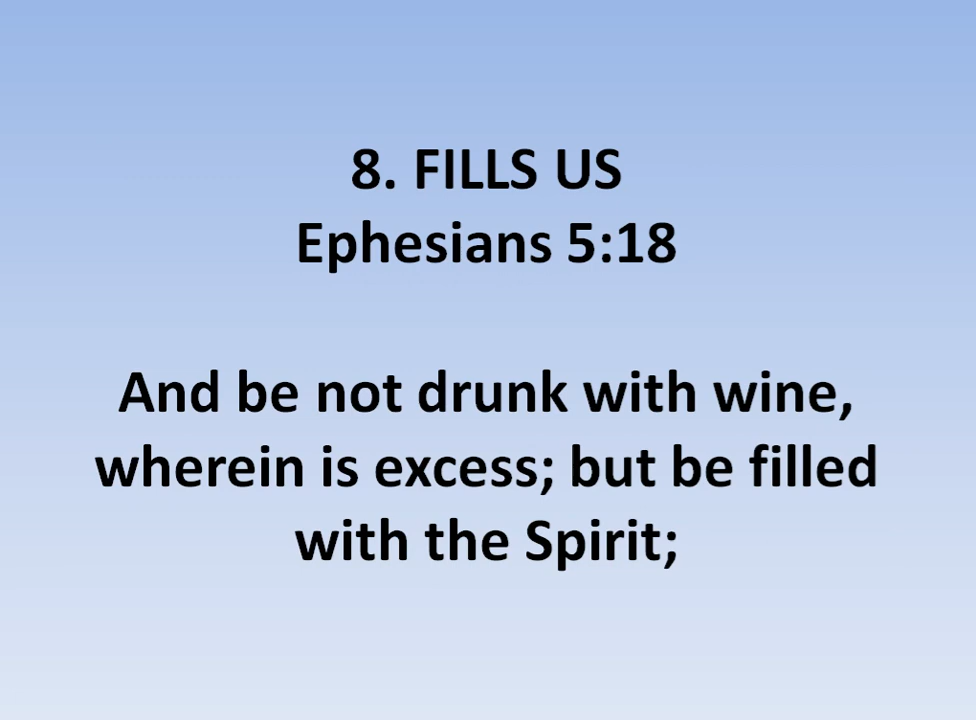 8. FILLS US
Ephesians 5:18
And be not drunk with wine,
wherein is excess; but be filled
with the Spirit;